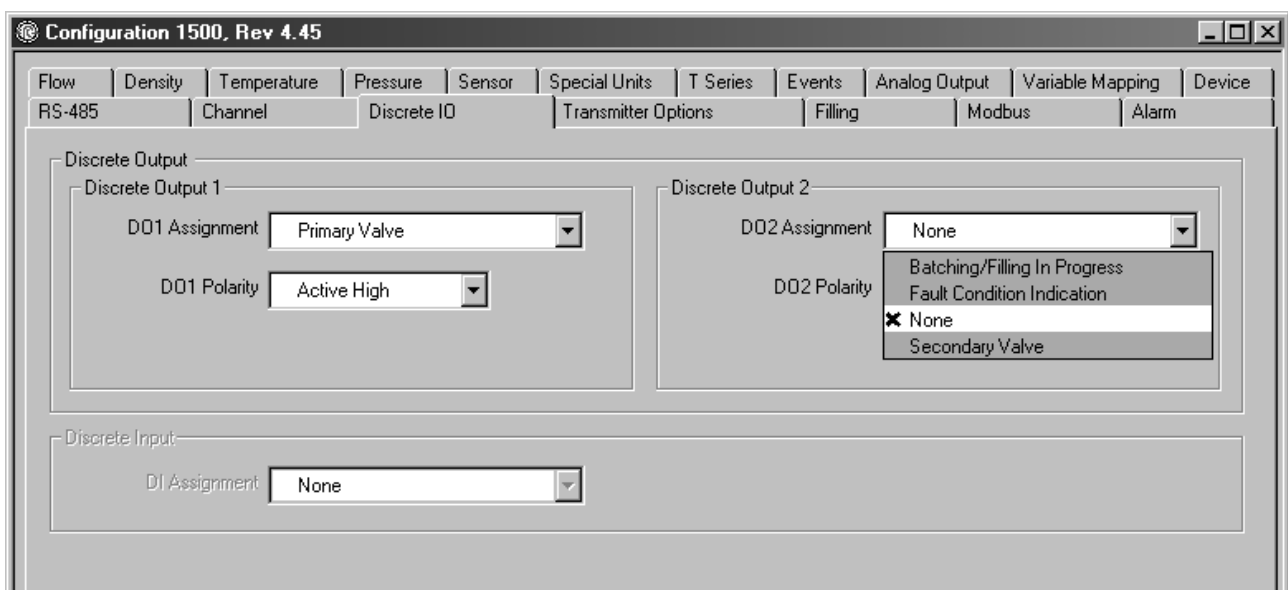 Configuration 1500, Rev 4.45
Flow Density Temperature Pressure Sensor Special Units T Series Events Analog Output Variable Mapping Device
RS-485 Channel Discrete IO Transmitter Options Filling Modbus Alarm
Discrete Output
Discrete Output 1
DO1 Assignment Primary Valve
DO1 Polarity Active High
Discrete Output 2
DO2 Assignment None
DO2 Polarity
Batching/Filling In Progress
Fault Condition Indication
None
Secondary Valve
Discrete Input
DI Assignment None